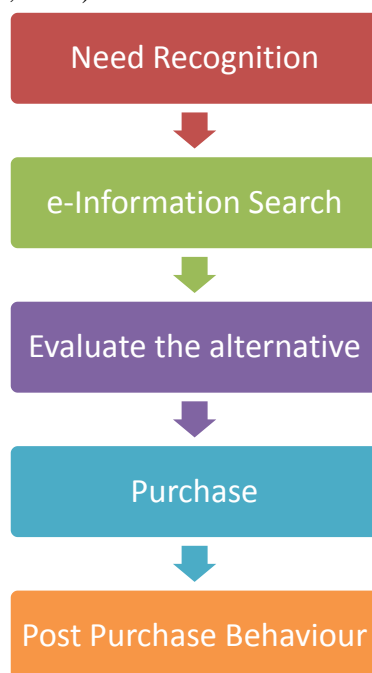 Need Recognition
e-Information Search
Evaluate the alternative
Purchase
Post Purchase Behaviour